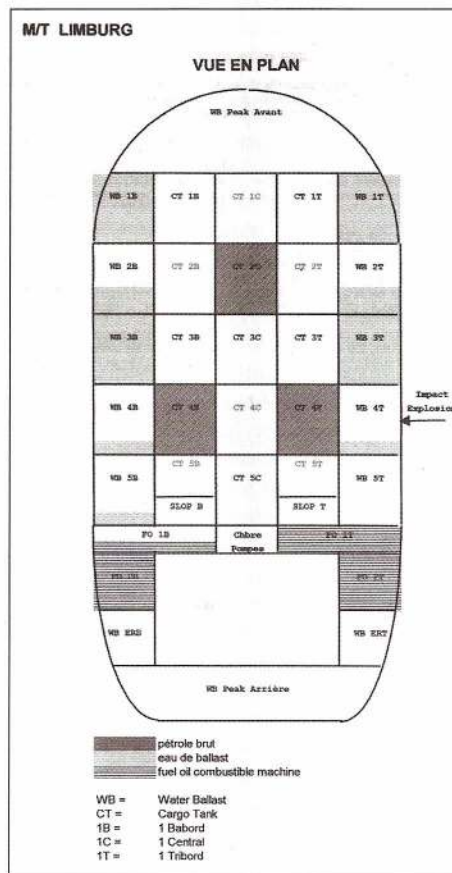 M/T LIMBURG
VUE EN PLAN
WB Peak Avant
WB 1B CT 1B CT 1C CT 1T WB 1T
WB 2B CT 2B CT 2C CT 2T WB 2T
WB 3B CT 3B CT 3C CT 3T WB 3T
Impact
Explosion
WB 4B CT 4B CT 4C CT 4T WB 4T
WB 5B CT 5B CT 5C CT 5T WB 5T
SLOP B SLOP T
FO 1B Chbre FO 1T
Pompes
FO 2T
WB ERB WB ERT
WB Peak Arrière
pétrole brut
eau de ballast
fuel oil combustible machine
WB = Water Ballast
CT = Cargo Tank
1B = 1 Babord
1C = 1 Central
1T = 1 Tribord